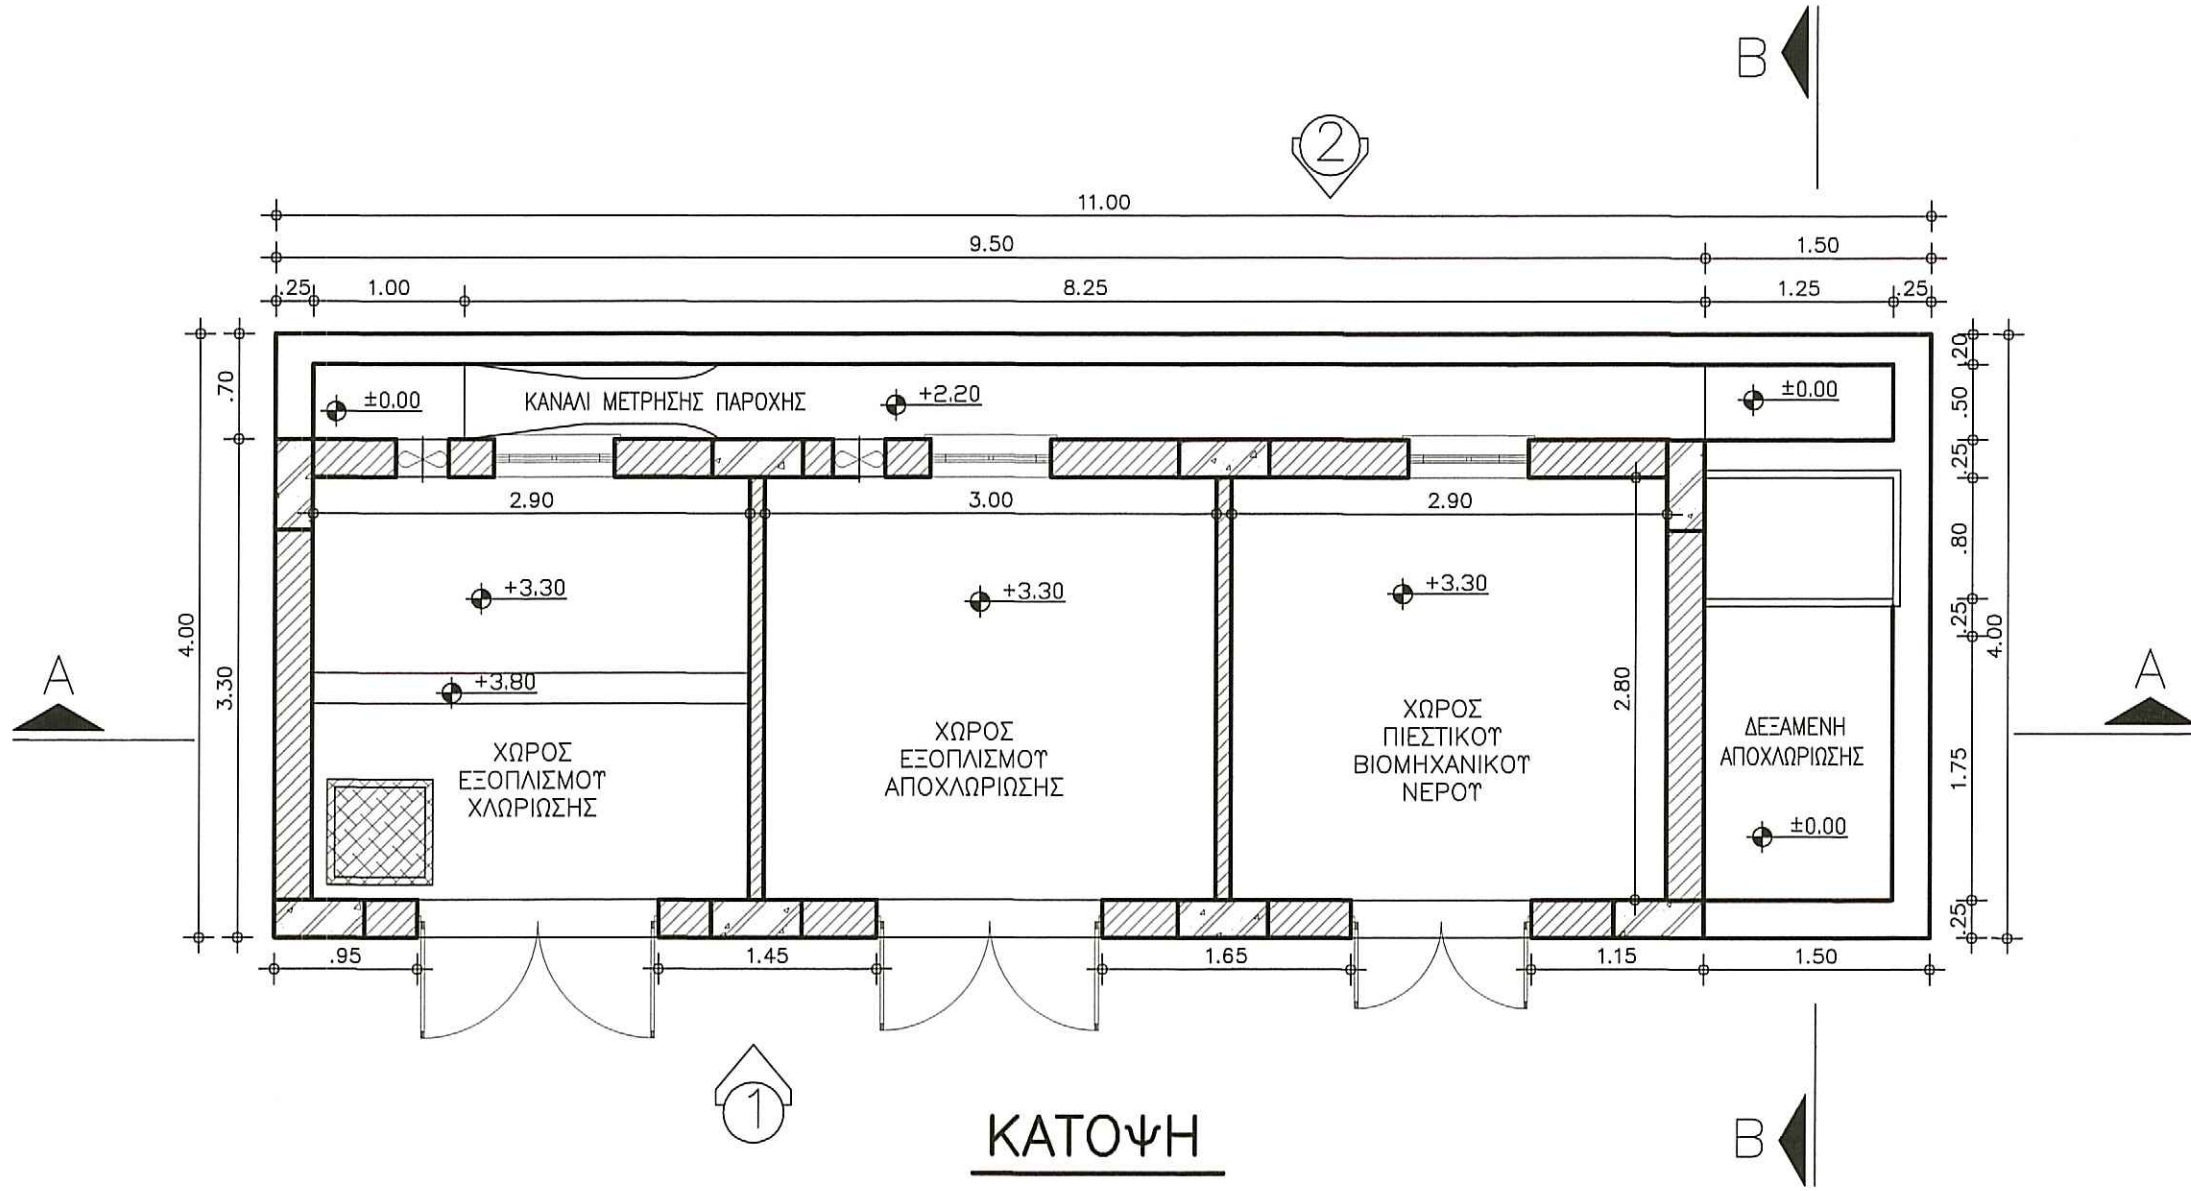 B
2
11.00
9.50
1.50
.25
1.00
8.25
1.25
.25
.70
±0.00
ΚΑΝΑΛΙ ΜΕΤΡΗΣΗΣ ΠΑΡΟΧΗΣ
+2.20
±0.00
.20
.50
.25
2.90
3.00
2.90
.80
+3.30
+3.30
+3.30
.25
4.00
3.30
4.00
A
+3.80
2.80
A
ΧΩΡΟΣ
ΕΞΟΠΛΙΣΜΟΥ
ΧΛΩΡΙΩΣΗΣ
ΧΩΡΟΣ
ΕΞΟΠΛΙΣΜΟΥ
ΑΠΟΧΛΩΡΙΩΣΗΣ
ΧΩΡΟΣ
ΠΙΕΣΤΙΚΟΥ
ΒΙΟΜΗΧΑΝΙΚΟΥ
ΝΕΡΟΥ
ΔΕΞΑΜΕΝΗ
ΑΠΟΧΛΩΡΙΩΣΗΣ
1.75
±0.00
.25
.95
1.45
1.65
1.15
1.50
1
B
ΚΑΤΟΨΗ